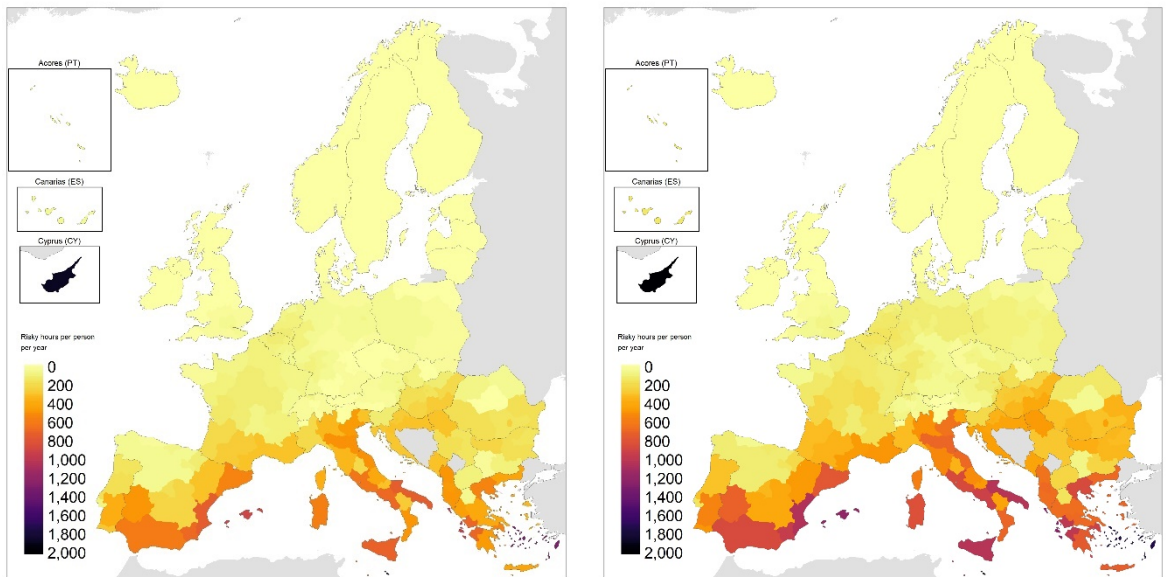 Acores (PT)
Canarias (ES)
Cyprus (CY)
Risky hours per person
per year
0
200
400
600
800
1,000
1,200
1,400
1,600
1,800
2,000
Acores (PT)
Canarias (ES)
Cyprus (CY)
Risky hours per person
per year
0
200
400
600
800
1,000
1,200
1,400
1,600
1,800
2,000